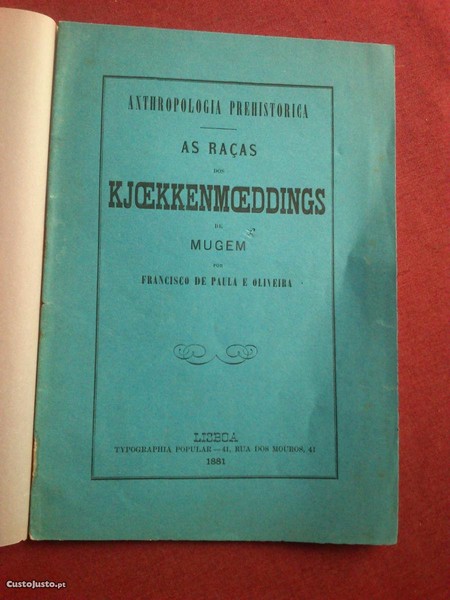 ANTHROPOLOGIA PREHISTORICA
AS RAÇAS
DOS
KJŒKKENMŒDDINGS
DE
MUGEM
POR
FRANCISCO DE PAULA E OLIVEIRA
LISBOA
TYPOGRAPHIA POPULAR — 41, RUA DOS MOUROS, 41
1881
CustoJusto.pt